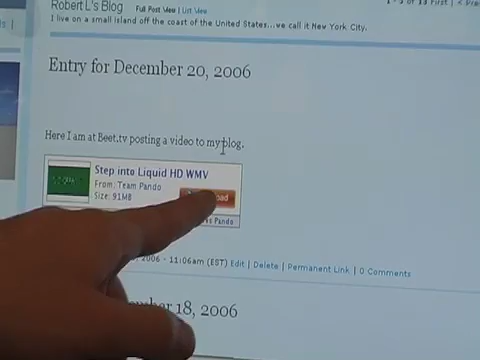 Robert L's Blog Full Post View | List View
I live on a small island off the coast of the United States...we call it New York City.
Entry for December 20, 2006
Here I am at Beet.tv posting a video to my blog.
Step into Liquid HD WMV
From: Team Pando
Size: 91MB
Pando
2006 - 11:06am (EST) Edit | Delete | Permanent Link | 0 Comments
18, 2006